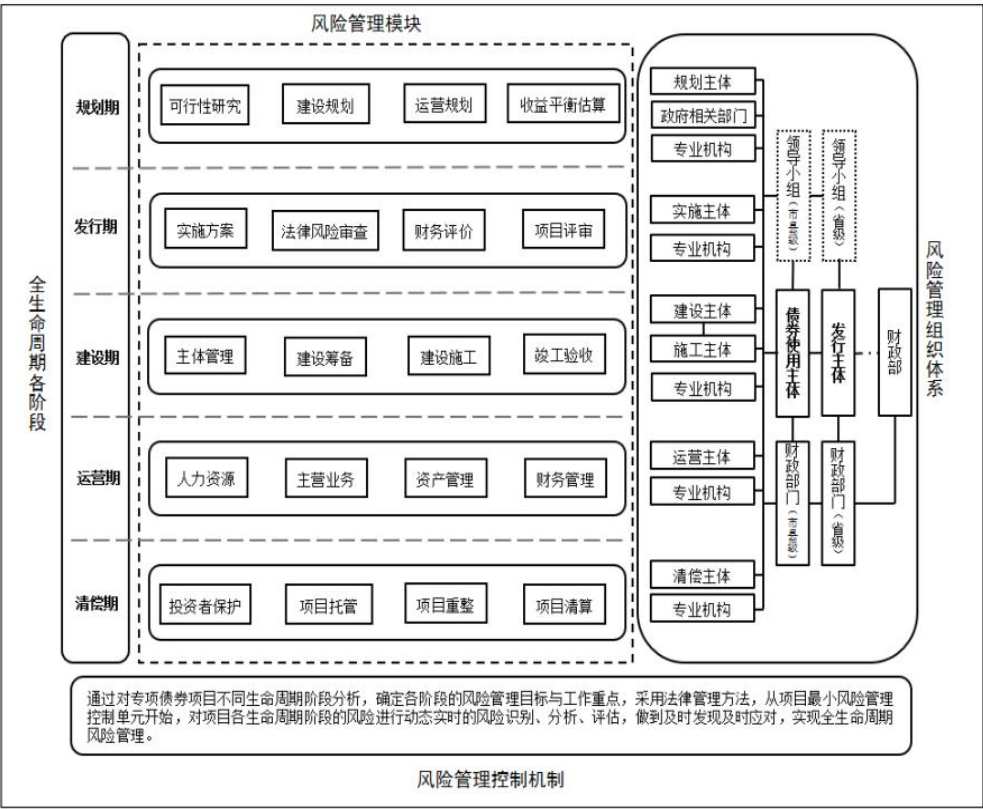 风险管理模块
全生命周期各阶段
规划期
可行性研究
建设规划
运营规划
收益平衡估算
发行期
实施方案
法律风险审查
财务评价
项目评审
建设期
主体管理
建设筹备
建设施工
竣工验收
运营期
人力资源
主营业务
资产管理
财务管理
清偿期
投资者保护
项目托管
项目重整
项目清算
规划主体
政府相关部门
专业机构
实施主体
专业机构
建设主体
施工主体
专业机构
运营主体
专业机构
清偿主体
专业机构
领导小组（市县级）
领导小组（省级）
债券使用主体
发行主体
财政部
财政部门（市县级）
财政部门（省级）
风险管理组织体系
通过对专项债券项目不同生命周期阶段分析，确定各阶段的风险管理目标与工作重点，采用法律管理方法，从项目最小风险管理
控制单元开始，对项目各生命周期阶段的风险进行动态实时的风险识别、分析、评估，做到及时发现及时应对，实现全生命周期
风险管理。
风险管理控制机制